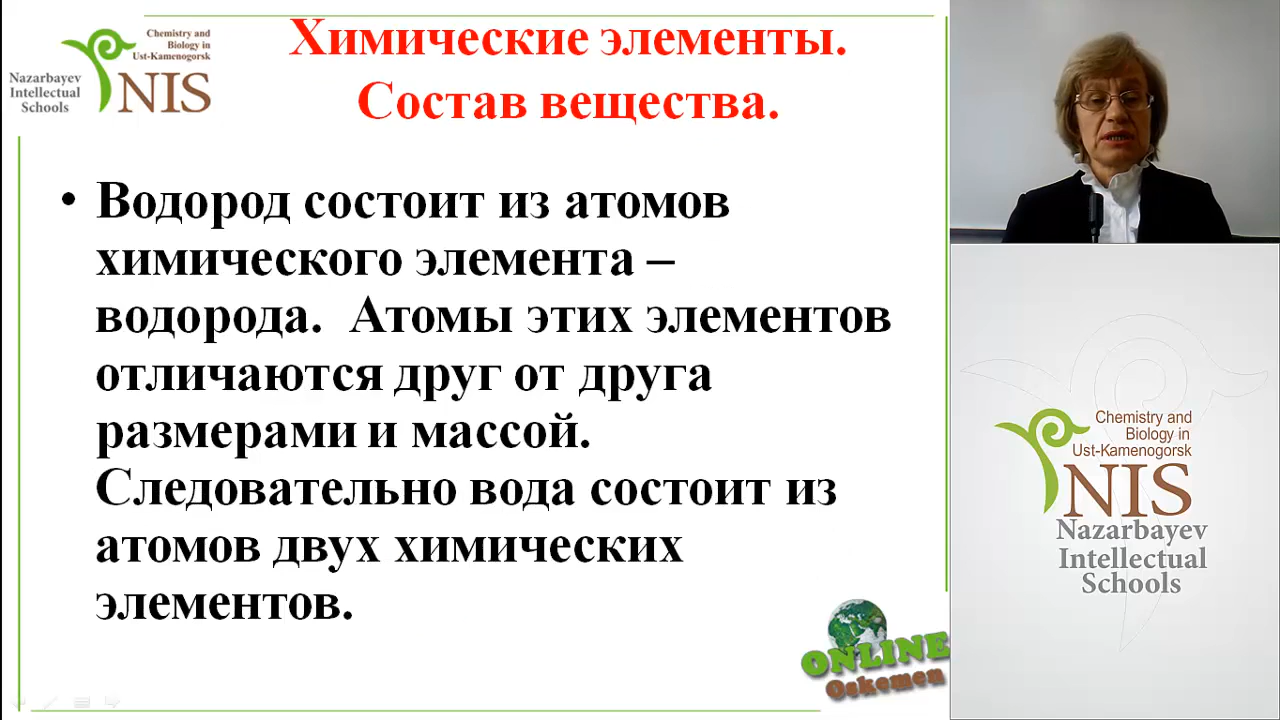 Chemistry and
Biology in
Ust-Kamenogorsk
Nazarbayev
Intellectual
Schools
NIS
Химические элементы.
Состав вещества.
• Водород состоит из атомов
химического элемента –
водорода. Атомы этих элементов
отличаются друг от друга
размерами и массой.
Следовательно вода состоит из
атомов двух химических
элементов.
ONLINE
Oskemen
Chemistry and
Biology in
Ust-Kamenogorsk
NIS
Nazarbayev
Intellectual
Schools